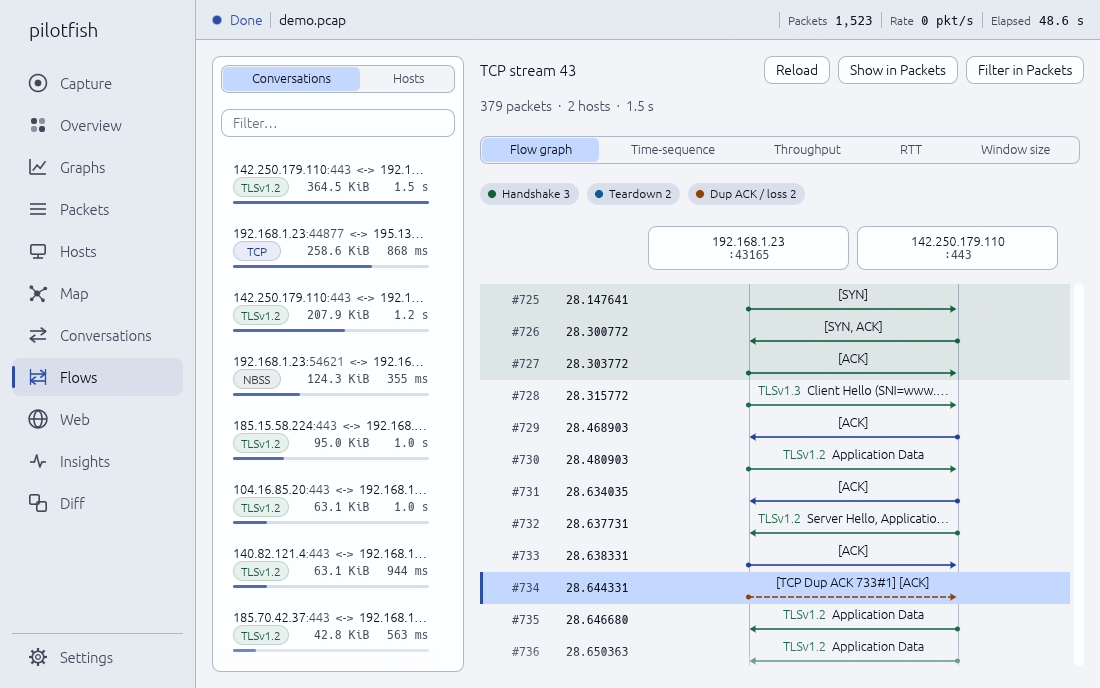 pilotfish
Capture
Overview
Graphs
Packets
Hosts
Map
Conversations
Flows
Web
Insights
Diff
Settings
Done demo.pcap
Packets 1,523 Rate 0 pkt/s Elapsed 48.6 s
Conversations Hosts
Filter...
142.250.179.110:443 <-> 192.1...
TLSv1.2 364.5 KiB 1.5 s
192.168.1.23:44877 <-> 195.13...
TCP 258.6 KiB 868 ms
142.250.179.110:443 <-> 192.1...
TLSv1.2 207.9 KiB 1.2 s
192.168.1.23:54621 <-> 192.16...
NBSS 124.3 KiB 355 ms
185.15.58.224:443 <-> 192.168....
TLSv1.2 95.0 KiB 1.0 s
104.16.85.20:443 <-> 192.168.1...
TLSv1.2 63.1 KiB 1.0 s
140.82.121.4:443 <-> 192.168.1...
TLSv1.2 63.1 KiB 944 ms
185.70.42.37:443 <-> 192.168.1...
TLSv1.2 42.8 KiB 563 ms
TCP stream 43
Reload Show in Packets Filter in Packets
379 packets · 2 hosts · 1.5 s
Flow graph Time-sequence Throughput RTT Window size
Handshake 3 Teardown 2 Dup ACK / loss 2
192.168.1.23
:43165
142.250.179.110
:443
#725 28.147641 [SYN]
#726 28.300772 [SYN, ACK]
#727 28.303772 [ACK]
#728 28.315772 TLSv1.3 Client Hello (SNI=www....
#729 28.468903 [ACK]
#730 28.480903 TLSv1.2 Application Data
#731 28.634035 [ACK]
#732 28.637731 TLSv1.2 Server Hello, Applicatio...
#733 28.638331 [ACK]
#734 28.644331 [TCP Dup ACK 733#1] [ACK]
#735 28.646680 TLSv1.2 Application Data
#736 28.650363 TLSv1.2 Application Data